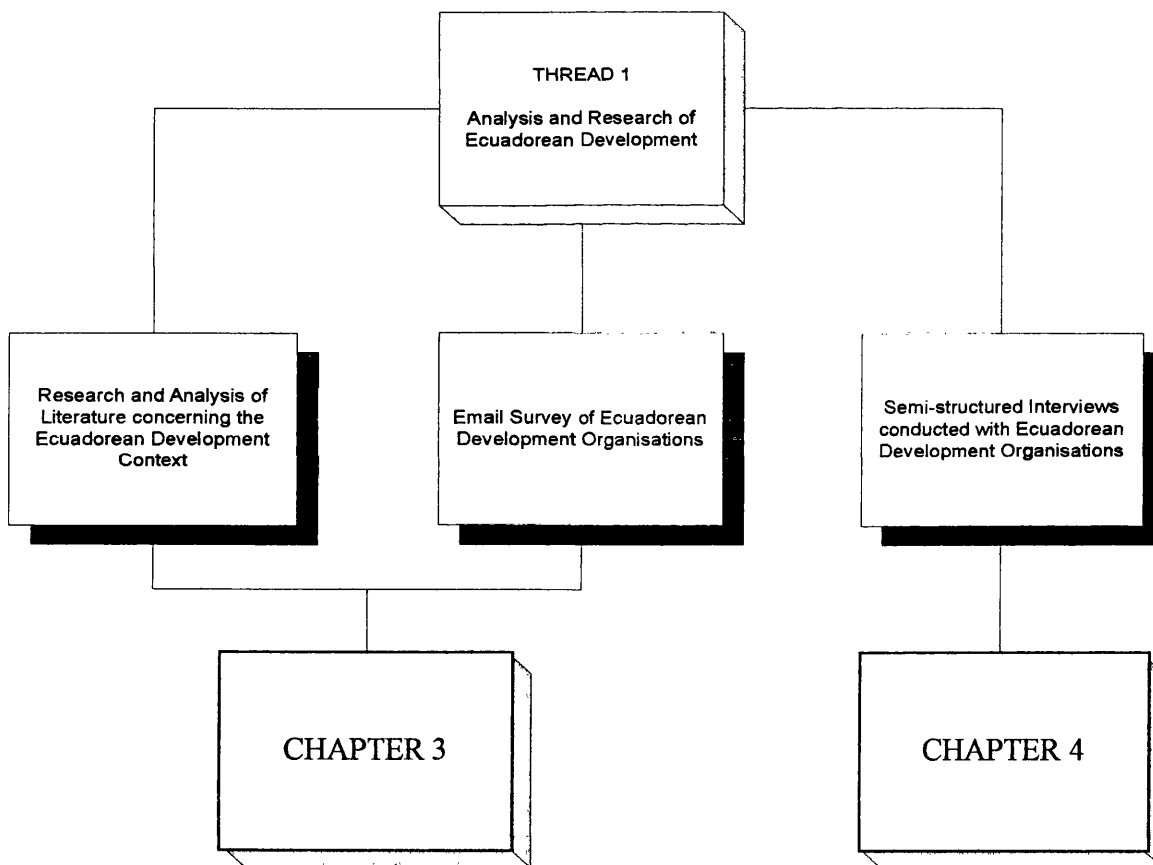 THREAD 1
Analysis and Research of
Ecuadorean Development
Research and Analysis of
Literature concerning the
Ecuadorean Development
Context
Email Survey of Ecuadorean
Development Organisations
Semi-structured Interviews
conducted with Ecuadorean
Development Organisations
CHAPTER 3
CHAPTER 4